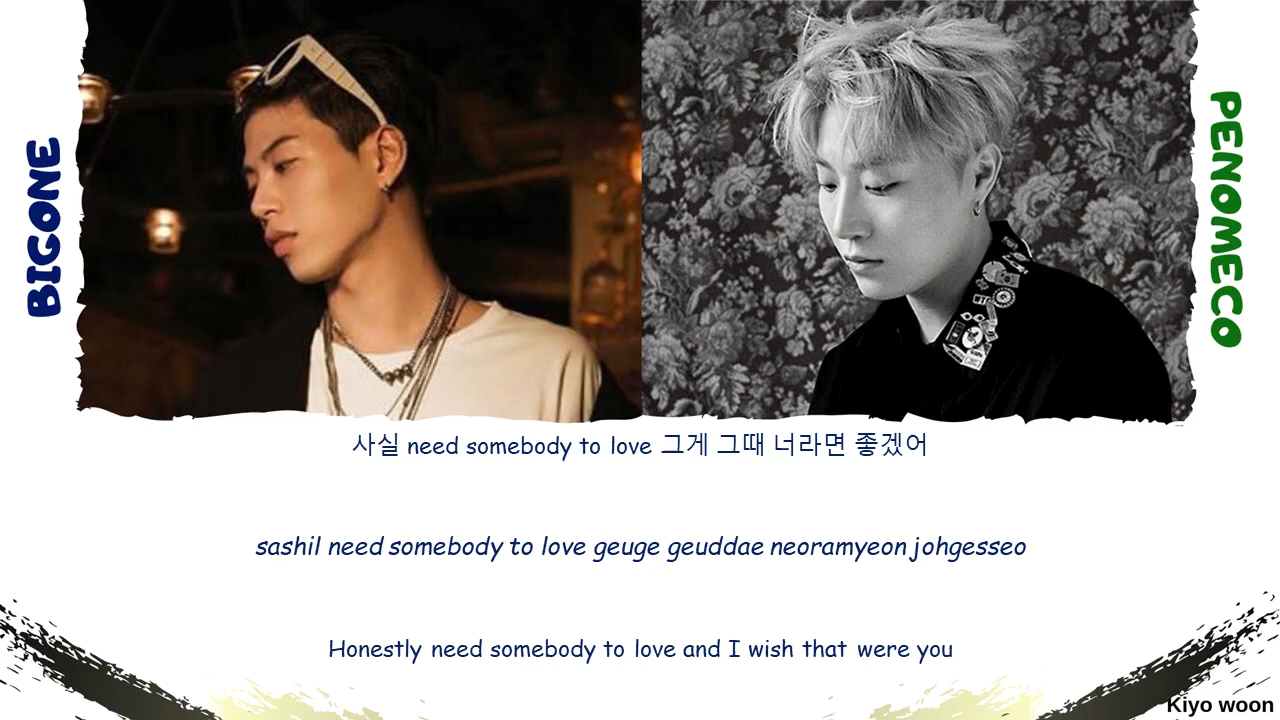 BIGONE
PENOMECO
사실 need somebody to love 그게 그때 너라면 좋겠어
sashil need somebody to love geuge geuddae neoramyeon johgesseo
Honestly need somebody to love and I wish that were you
Kiyo woon